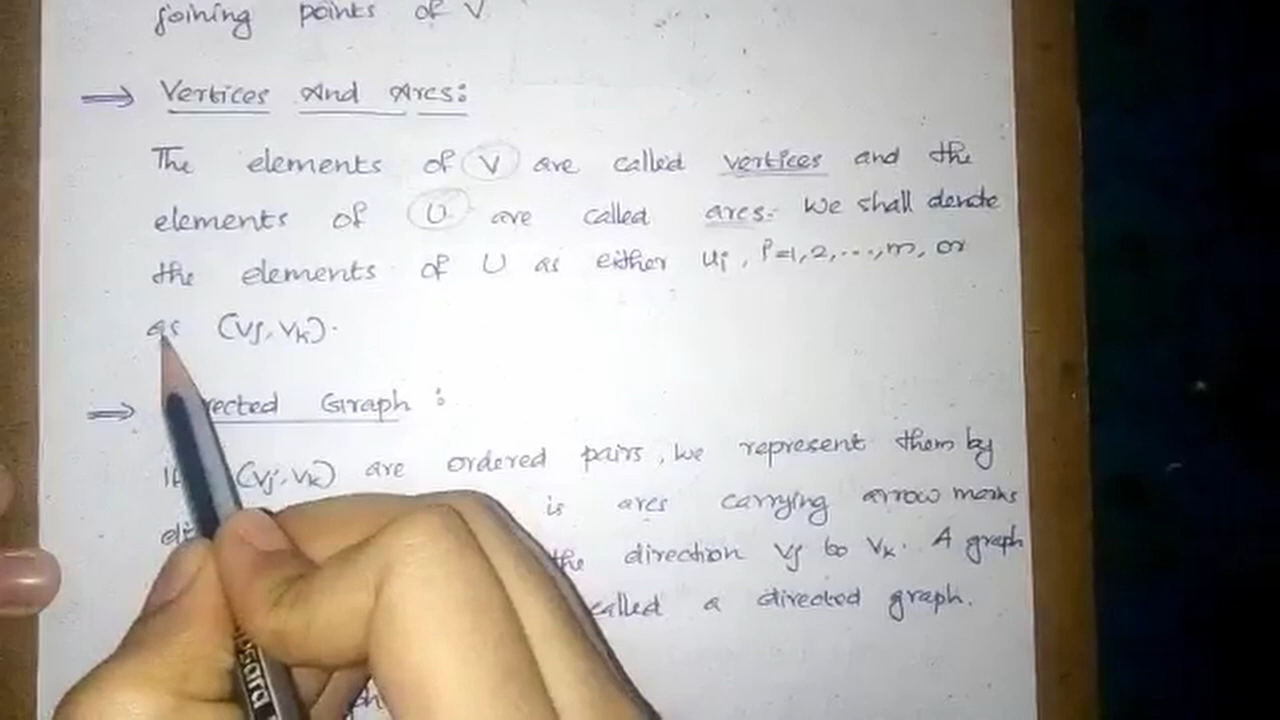 joining points of V
⇒ Vertices And Arcs:
The elements of V are called vertices and the
elements of U are called arcs. We shall denote
the elements of U as either ui, i=1,2,...,m, or
as (vj, vk).
⇒ rected Graph :
(vj, vk) are ordered pairs, we represent them by
is arcs carrying arrow marks
the direction vj to vk. A graph
called a directed graph.
apsara